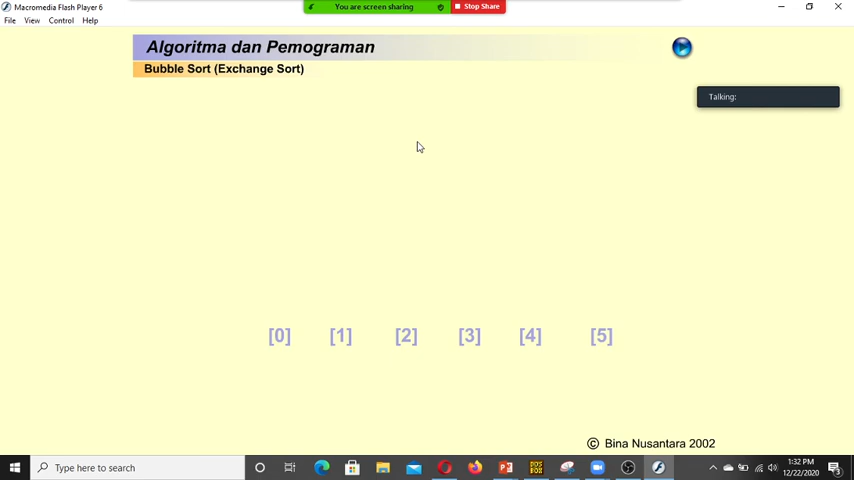 Macromedia Flash Player 6
You are screen sharing
Stop Share
File View Control Help
Algoritma dan Pemograman
Bubble Sort (Exchange Sort)
Talking:
[0] [1] [2] [3] [4] [5]
© Bina Nusantara 2002
Type here to search
1:32 PM
12/22/2020